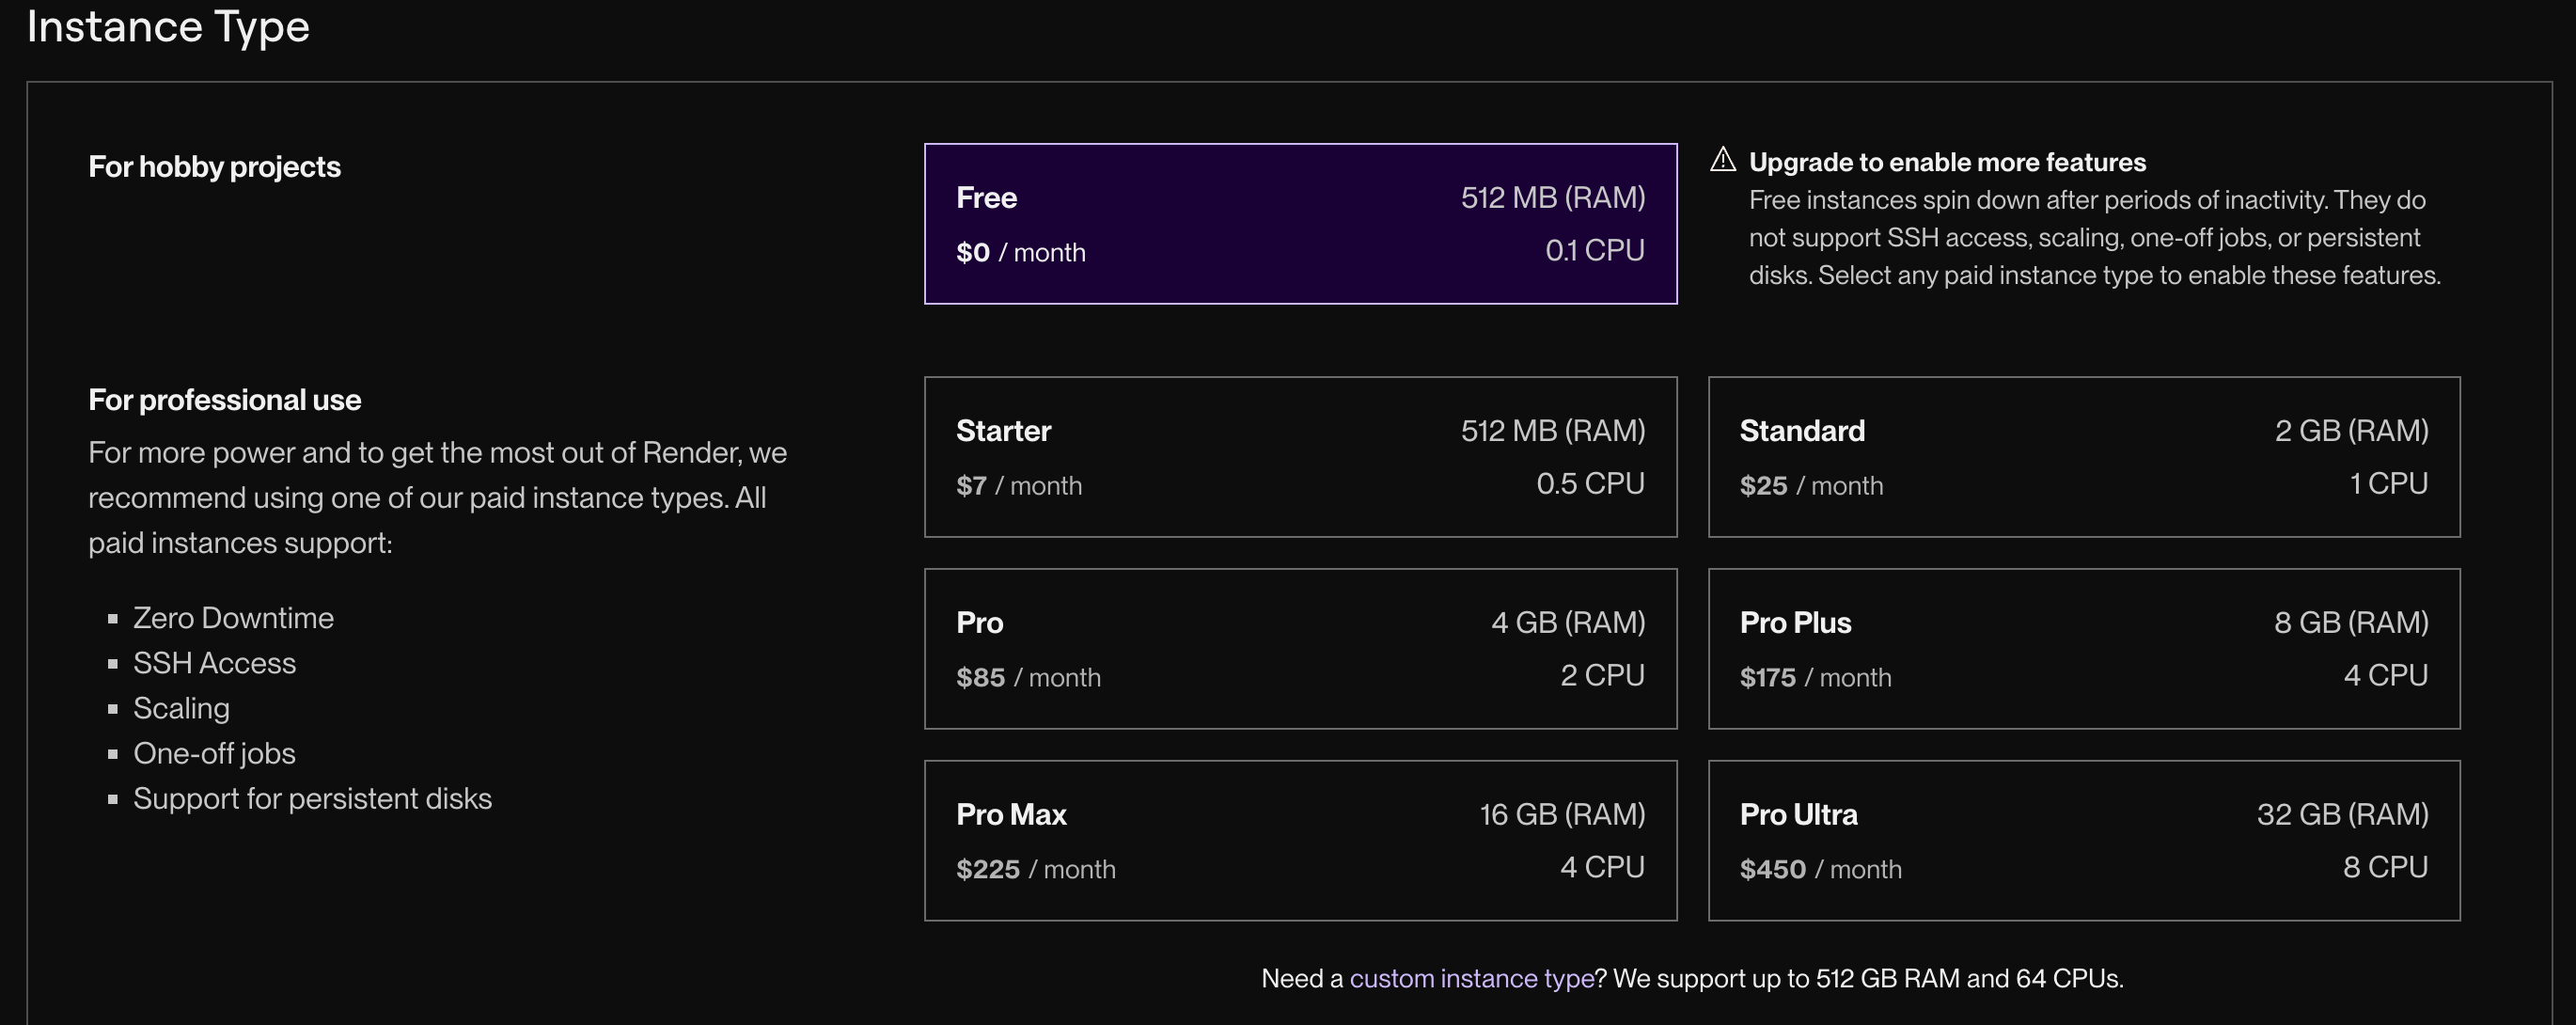 Instance Type
For hobby projects
Free
512 MB (RAM)
$0 / month
0.1 CPU
Upgrade to enable more features
Free instances spin down after periods of inactivity. They do
not support SSH access, scaling, one-off jobs, or persistent
disks. Select any paid instance type to enable these features.
For professional use
For more power and to get the most out of Render, we
recommend using one of our paid instance types. All
paid instances support:
Zero Downtime
SSH Access
Scaling
One-off jobs
Support for persistent disks
Starter
512 MB (RAM)
$7 / month
0.5 CPU
Standard
2 GB (RAM)
$25 / month
1 CPU
Pro
4 GB (RAM)
$85 / month
2 CPU
Pro Plus
8 GB (RAM)
$175 / month
4 CPU
Pro Max
16 GB (RAM)
$225 / month
4 CPU
Pro Ultra
32 GB (RAM)
$450 / month
8 CPU
Need a custom instance type? We support up to 512 GB RAM and 64 CPUs.